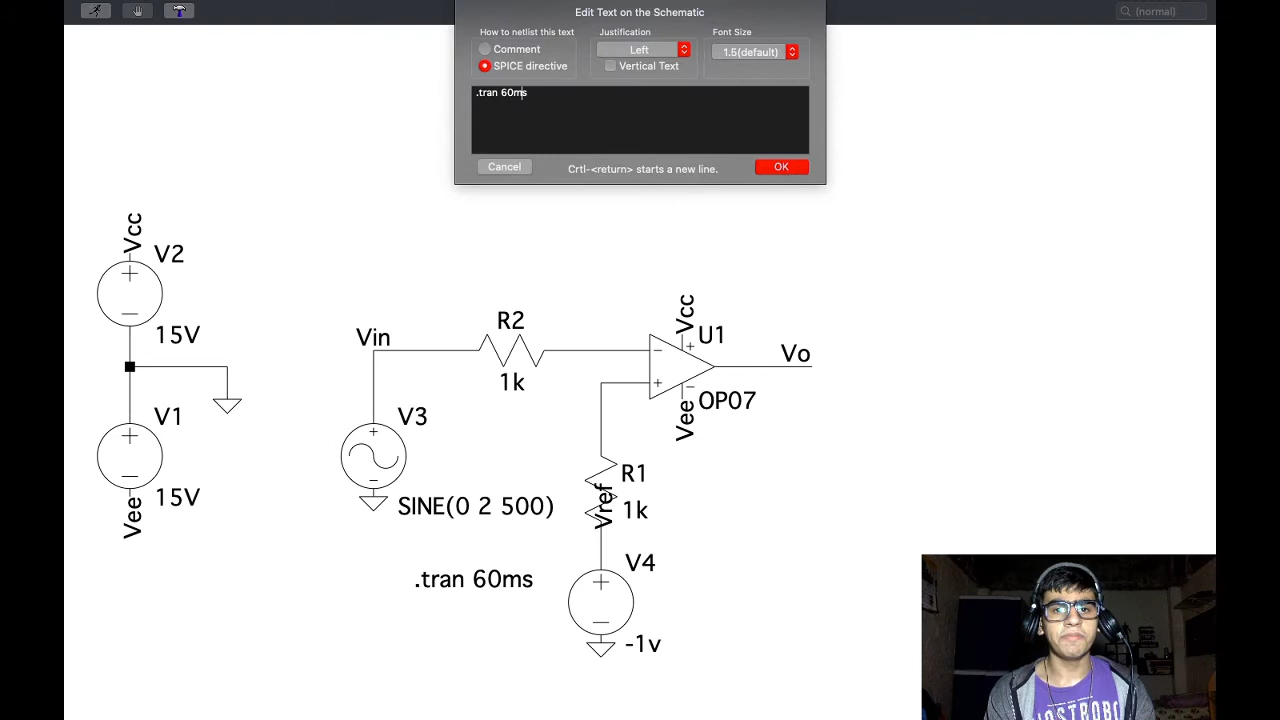 (normal)
Edit Text on the Schematic
How to netlist this text
Justification
Font Size
Comment
SPICE directive
Left
Vertical Text
1.5(default)
.tran 60ms
Cancel
Crtl-<return> starts a new line.
OK
Vcc
V2
15V
V1
15V
Vee
Vin
R2
1k
V3
SINE(0 2 500)
.tran 60ms
Vcc
U1
Vo
OP07
Vee
R1
1k
Vref
V4
-1v